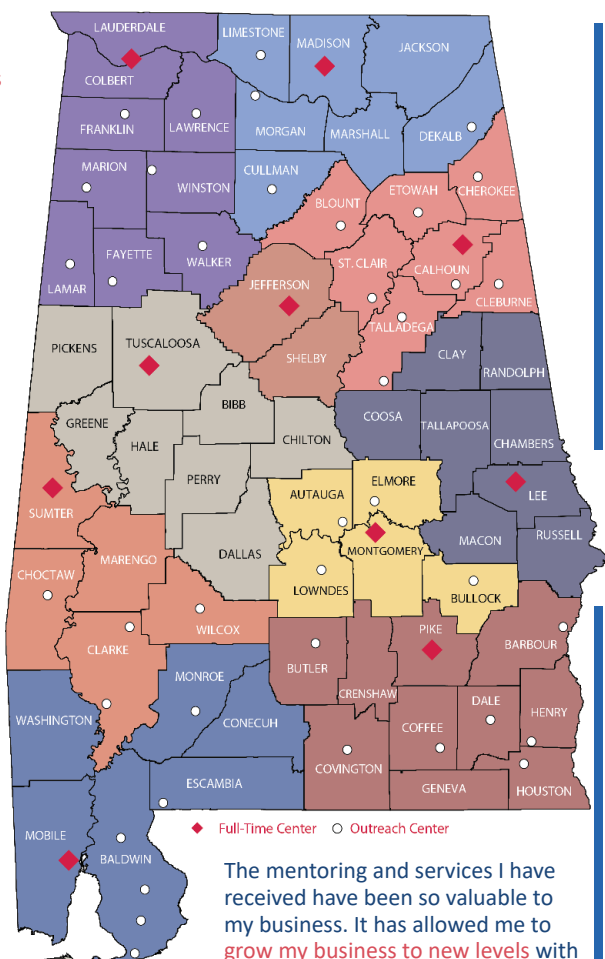 LAUDERDALE
LIMESTONE
MADISON
JACKSON
COLBERT
FRANKLIN
LAWRENCE
MORGAN
MARSHALL
DEKALB
MARION
WINSTON
CULLMAN
BLOUNT
ETOWAH
CHEROKEE
LAMAR
FAYETTE
WALKER
JEFFERSON
ST. CLAIR
CALHOUN
CLEBURNE
PICKENS
TUSCALOOSA
SHELBY
TALLADEGA
CLAY
RANDOLPH
GREENE
HALE
BIBB
CHILTON
COOSA
TALLAPOOSA
CHAMBERS
SUMTER
PERRY
AUTAUGA
ELMORE
LEE
MARENGO
DALLAS
MONTGOMERY
MACON
RUSSELL
CHOCTAW
LOWNDES
BULLOCK
WILCOX
CLARKE
BUTLER
PIKE
BARBOUR
WASHINGTON
MONROE
CONECUH
CRENSHAW
COFFEE
DALE
HENRY
ESCAMBIA
COVINGTON
GENEVA
HOUSTON
MOBILE
BALDWIN
Full-Time Center Outreach Center
The mentoring and services I have
received have been so valuable to
my business. It has allowed me to
grow my business to new levels with